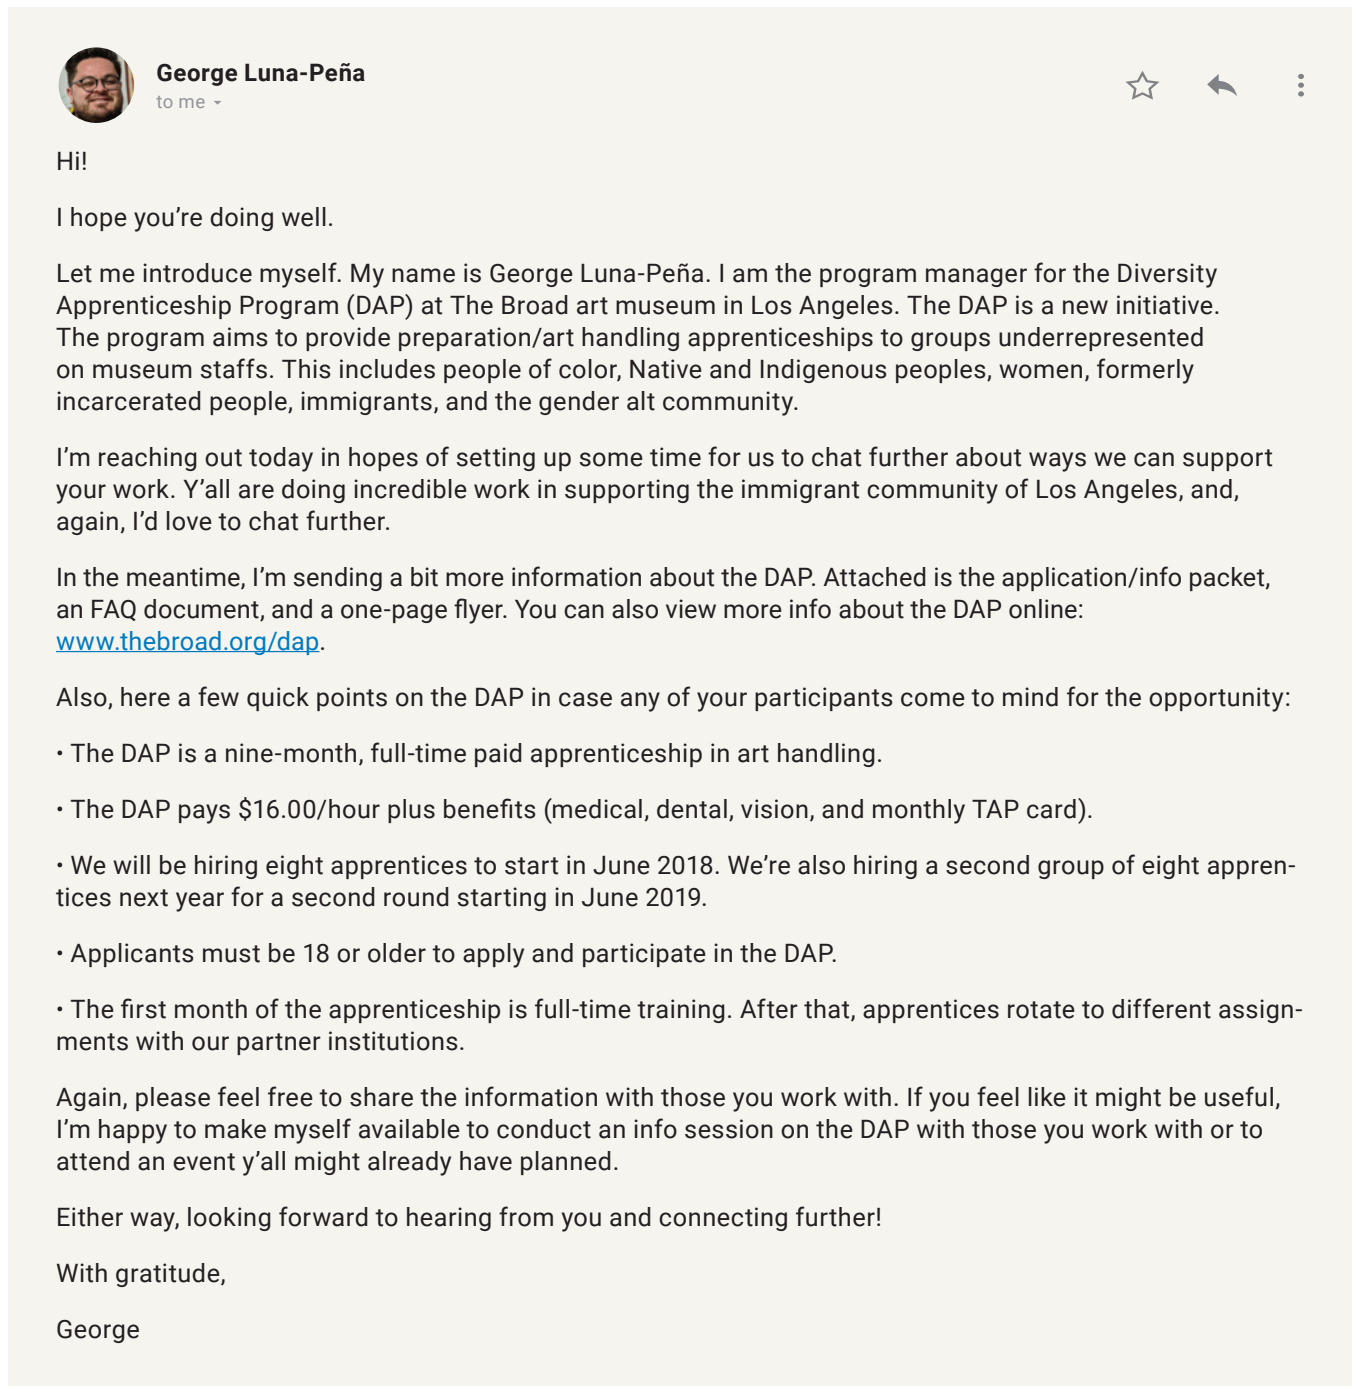 George Luna-Peña
to me
Hi!
I hope you’re doing well.
Let me introduce myself. My name is George Luna-Peña. I am the program manager for the Diversity
Apprenticeship Program (DAP) at The Broad art museum in Los Angeles. The DAP is a new initiative.
The program aims to provide preparation/art handling apprenticeships to groups underrepresented
on museum staffs. This includes people of color, Native and Indigenous peoples, women, formerly
incarcerated people, immigrants, and the gender alt community.
I’m reaching out today in hopes of setting up some time for us to chat further about ways we can support
your work. Y’all are doing incredible work in supporting the immigrant community of Los Angeles, and,
again, I’d love to chat further.
In the meantime, I’m sending a bit more information about the DAP. Attached is the application/info packet,
an FAQ document, and a one-page flyer. You can also view more info about the DAP online:
www.thebroad.org/dap.
Also, here a few quick points on the DAP in case any of your participants come to mind for the opportunity:
· The DAP is a nine-month, full-time paid apprenticeship in art handling.
· The DAP pays $16.00/hour plus benefits (medical, dental, vision, and monthly TAP card).
· We will be hiring eight apprentices to start in June 2018. We’re also hiring a second group of eight appren-
tices next year for a second round starting in June 2019.
· Applicants must be 18 or older to apply and participate in the DAP.
· The first month of the apprenticeship is full-time training. After that, apprentices rotate to different assign-
ments with our partner institutions.
Again, please feel free to share the information with those you work with. If you feel like it might be useful,
I’m happy to make myself available to conduct an info session on the DAP with those you work with or to
attend an event y’all might already have planned.
Either way, looking forward to hearing from you and connecting further!
With gratitude,
George